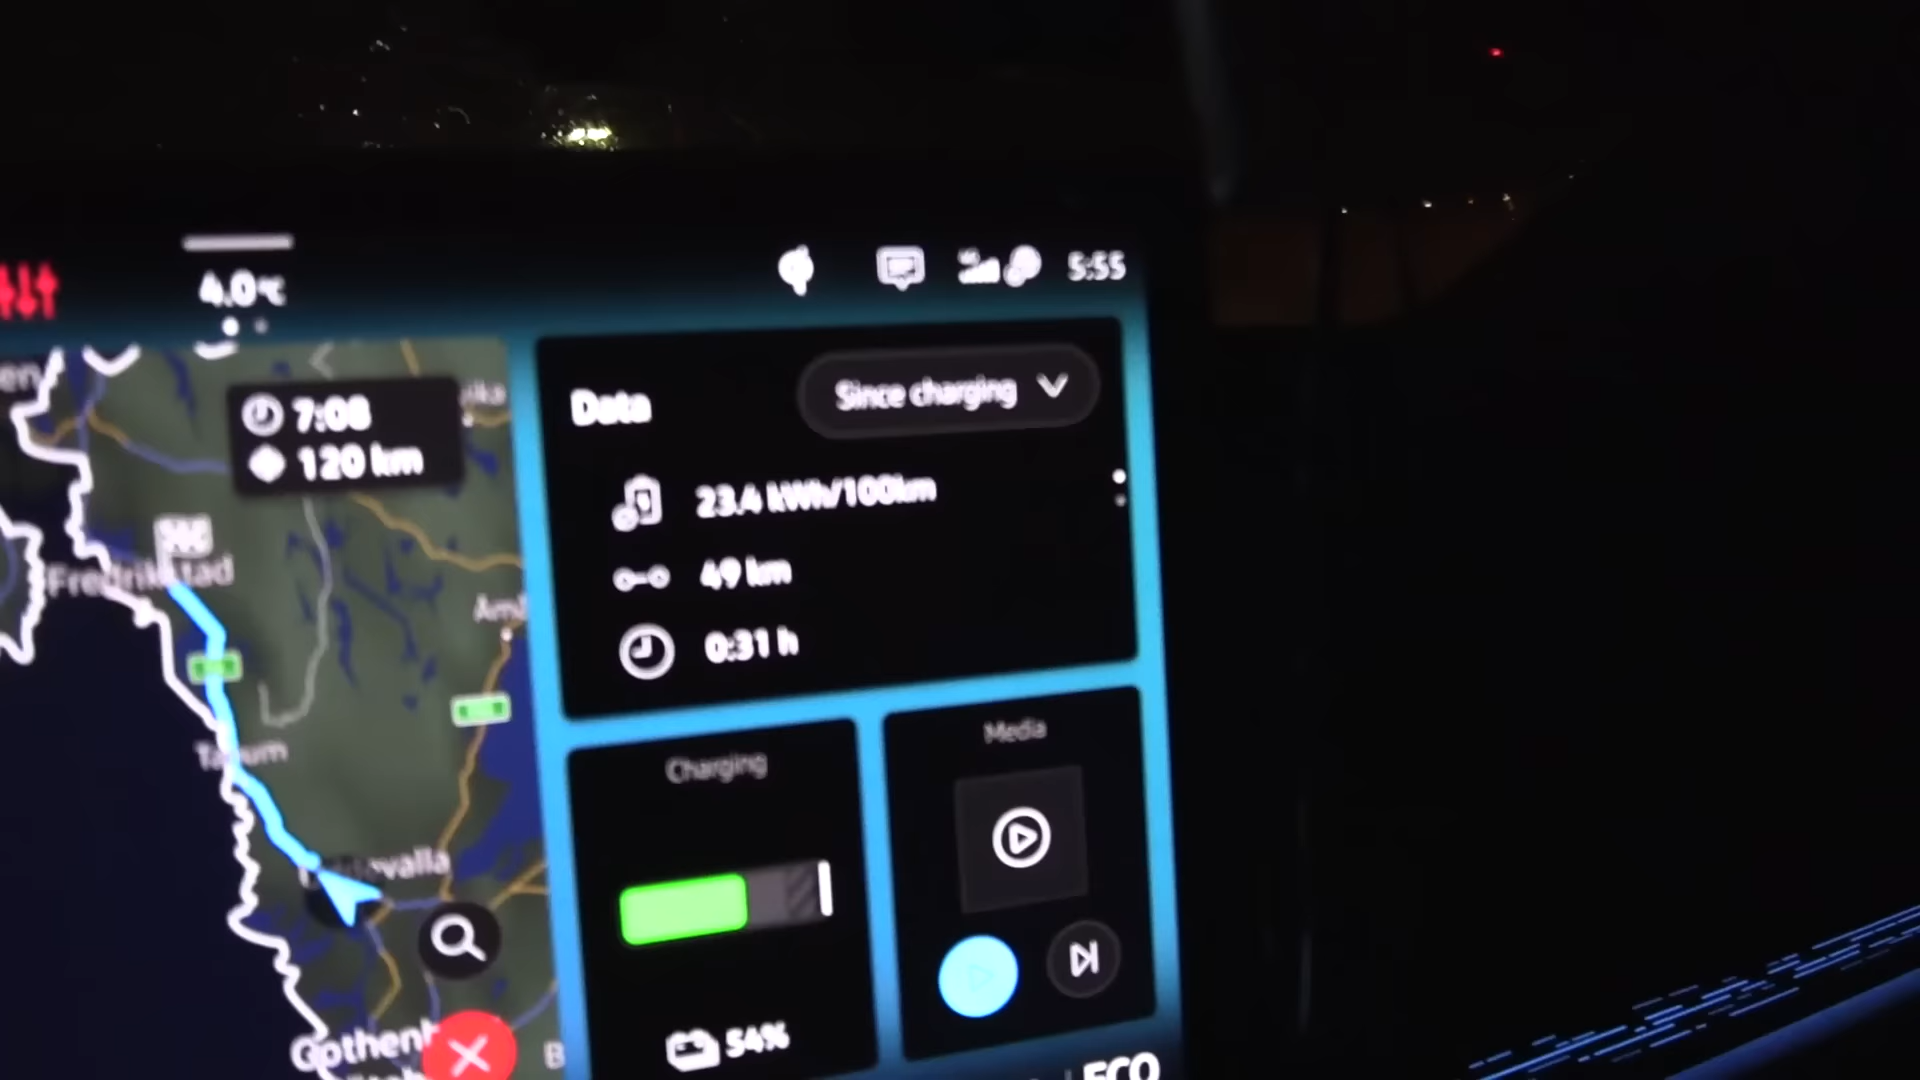 4.0°C
5:55
7:08
120 km
Data
Since charging
23.4 kWh/100km
49 km
0:31 h
Fredrikstad
Charging
Media
54%
ECO